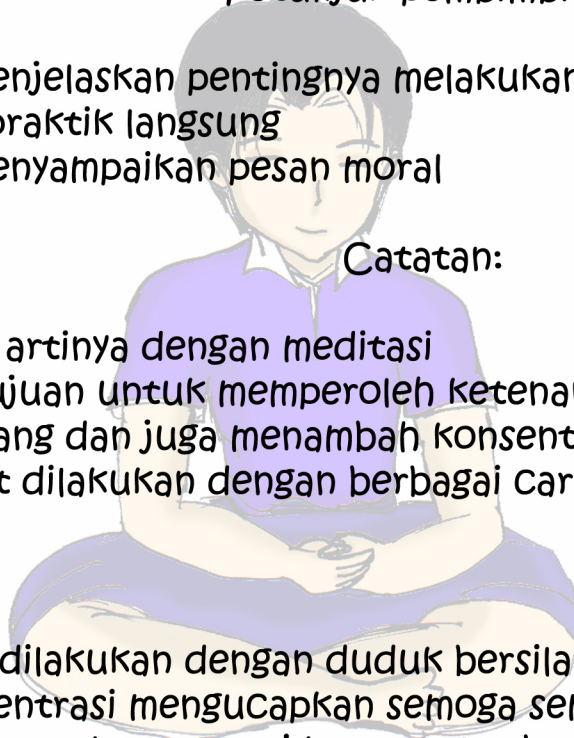 enjelaskan pentingnya melakukan
praktik langsung
enyampaikan pesan moral
Catatan:
artinya dengan meditasi
ujuan untuk memperoleh ketena
ang dan juga menambah konsent
t dilakukan dengan berbagai car
dilakukan dengan duduk bersila
entrasi mengucapkan semoga se